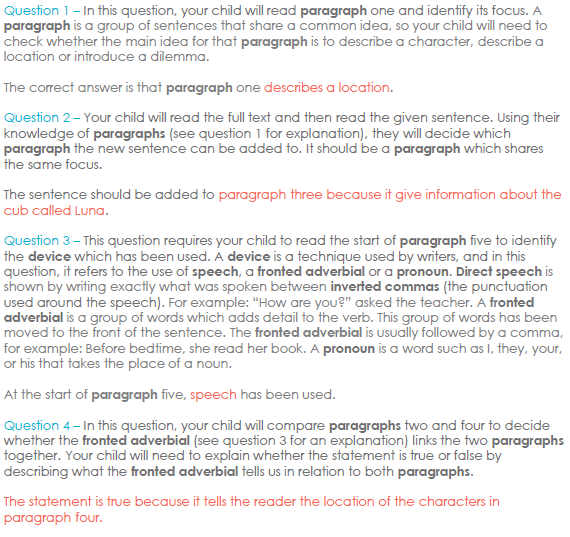 Question 1 – In this question, your child will read paragraph one and identify its focus. A
paragraph is a group of sentences that share a common idea, so your child will need to
check whether the main idea for that paragraph is to describe a character, describe a
location or introduce a dilemma.
The correct answer is that paragraph one describes a location.
Question 2 – Your child will read the full text and then read the given sentence. Using their
knowledge of paragraphs (see question 1 for explanation), they will decide which
paragraph the new sentence can be added to. It should be a paragraph which shares
the same focus.
The sentence should be added to paragraph three because it give information about the
cub called Luna.
Question 3 – This question requires your child to read the start of paragraph five to identify
the device which has been used. A device is a technique used by writers, and in this
question, it refers to the use of speech, a fronted adverbial or a pronoun. Direct speech is
shown by writing exactly what was spoken between inverted commas (the punctuation
used around the speech). For example: “How are you?” asked the teacher. A fronted
adverbial is a group of words which adds detail to the verb. This group of words has been
moved to the front of the sentence. The fronted adverbial is usually followed by a comma,
for example: Before bedtime, she read her book. A pronoun is a word such as I, they, your,
or his that takes the place of a noun.
At the start of paragraph five, speech has been used.
Question 4 – In this question, your child will compare paragraphs two and four to decide
whether the fronted adverbial (see question 3 for an explanation) links the two paragraphs
together. Your child will need to explain whether the statement is true or false by
describing what the fronted adverbial tells us in relation to both paragraphs.
The statement is true because it tells the reader the location of the characters in
paragraph four.